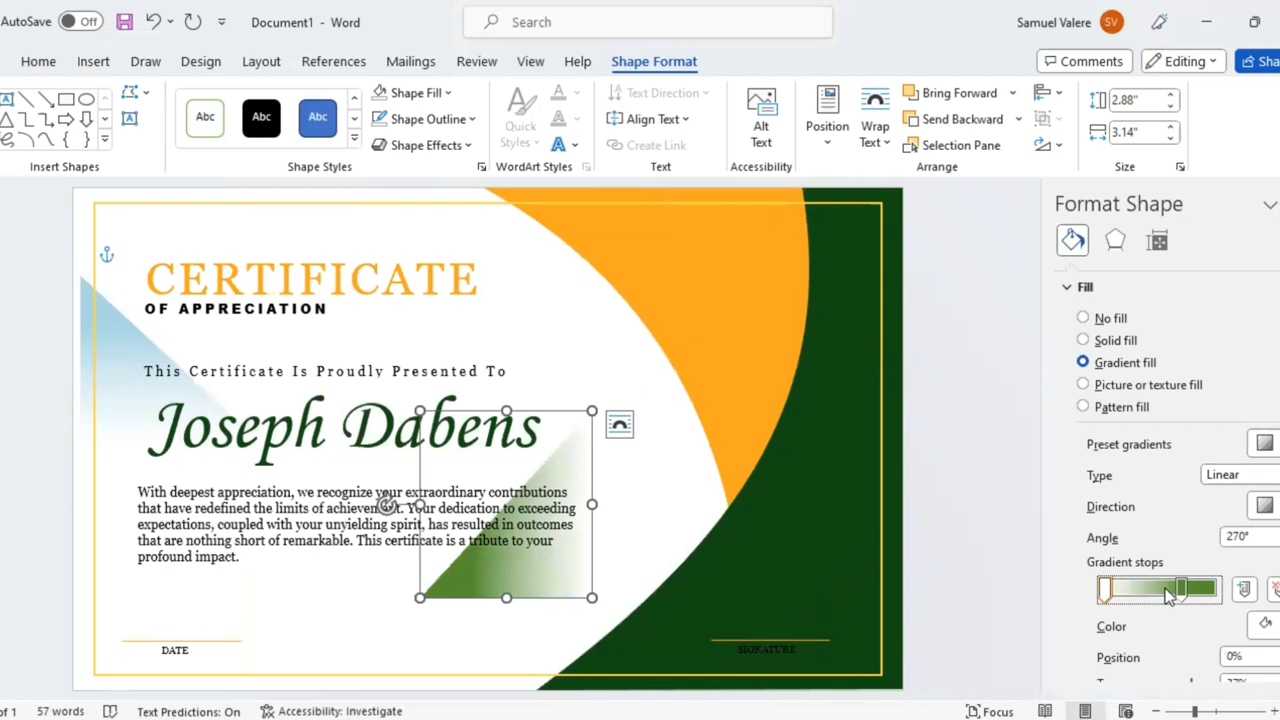 AutoSave Off Document1 - Word Search Samuel Valere SV
Home Insert Draw Design Layout References Mailings Review View Help Shape Format Comments Editing Sha
Abc Abc Abc
Shape Fill
Shape Outline
Shape Effects
Quick
Styles
Text Direction
Align Text
Create Link
Alt
Text
Position
Wrap
Text
Bring Forward
Send Backward
Selection Pane
2.88"
3.14"
Insert Shapes Shape Styles WordArt Styles Text Accessibility Arrange Size
CERTIFICATE
OF APPRECIATION
This Certificate Is Proudly Presented To
Joseph Dabens
With deepest appreciation, we recognize your extraordinary contributions
that have redefined the limits of achievement. Your dedication to exceeding
expectations, coupled with your unyielding spirit, has resulted in outcomes
that are nothing short of remarkable. This certificate is a tribute to your
profound impact.
DATE
SIGNATURE
Format Shape
Fill
No fill
Solid fill
Gradient fill
Picture or texture fill
Pattern fill
Preset gradients
Type Linear
Direction
Angle 270°
Gradient stops
Color
Position 0%
of 1 57 words Text Predictions: On Accessibility: Investigate Focus